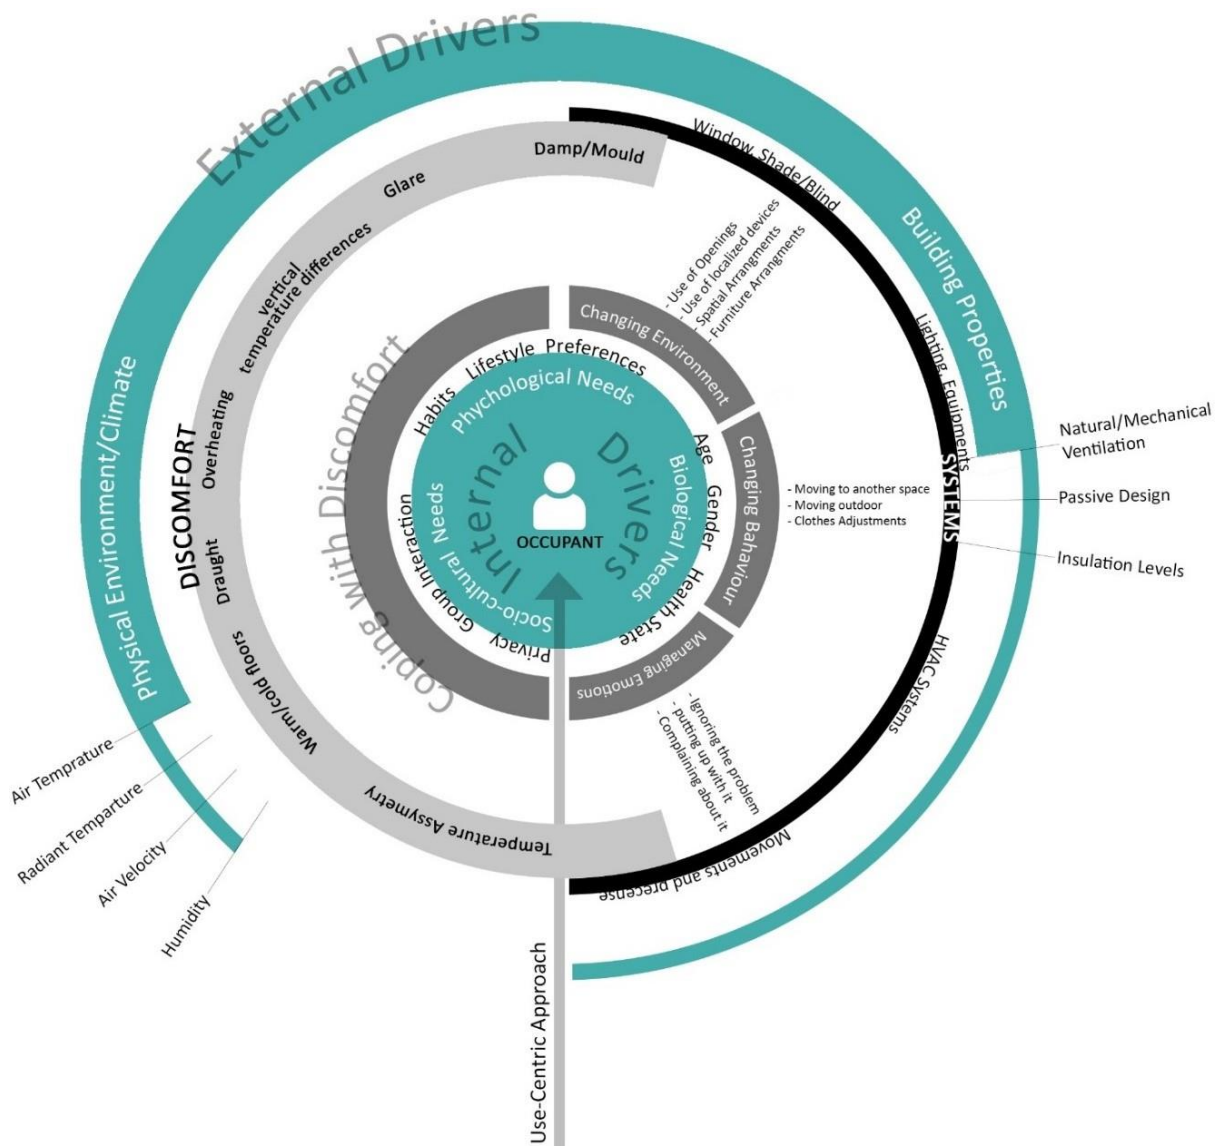 External Drivers
Building Properties
Physical Environment/Climate
Natural/Mechanical
Ventilation
Passive Design
Insulation Levels
Air Temprature
Radiant Temparture
Air Velocity
Humidity
DISCOMFORT
Damp/Mould
Glare
vertical
temperature differences
Overheating
Draught
Warm/cold floors
Temperature Assymetry
SYSTEMS
Window, Shade/Blind
Lighting, Equipments
HVAC Systems
Movements and precense
Coping with Discomfort
Changing Environment
- Use of Openings
- Use of localized devices
- Spatial Arrangments
- Furniture Arrangments
Changing Bahaviour
- Moving to another space
- Moving outdoor
- Clothes Adjustments
Managing Emotions
- Ignoring the problem
- putting up with it
- Complaining about it
Habits Lifestyle Preferences
Age Gender Health State
Privacy Group Interaction
Phychological Needs
Biological Needs
Socio-cultural Needs
Internal Drivers
OCCUPANT
Use-Centric Approach